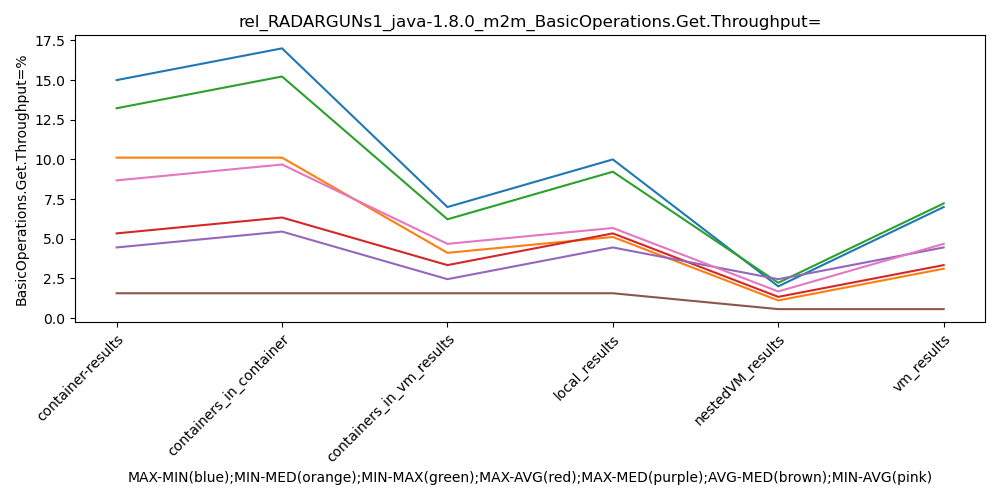 rel_RADARGUNs1_java-1.8.0_m2m_BasicOperations.Get.Throughput=
BasicOperations.Get.Throughput=%
17.5
15.0
12.5
10.0
7.5
5.0
2.5
0.0
container-results
containers_in_container
containers_in_vm_results
local_results
nestedVM_results
vm_results
MAX-MIN(blue);MIN-MED(orange);MIN-MAX(green);MAX-AVG(red);MAX-MED(purple);AVG-MED(brown);MIN-AVG(pink)